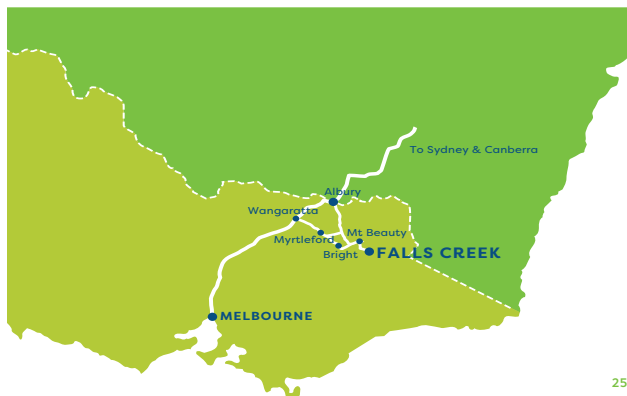 To Sydney & Canberra
Albury
Wangaratta
Myrtleford
Mt Beauty
Bright
FALLS CREEK
MELBOURNE
25